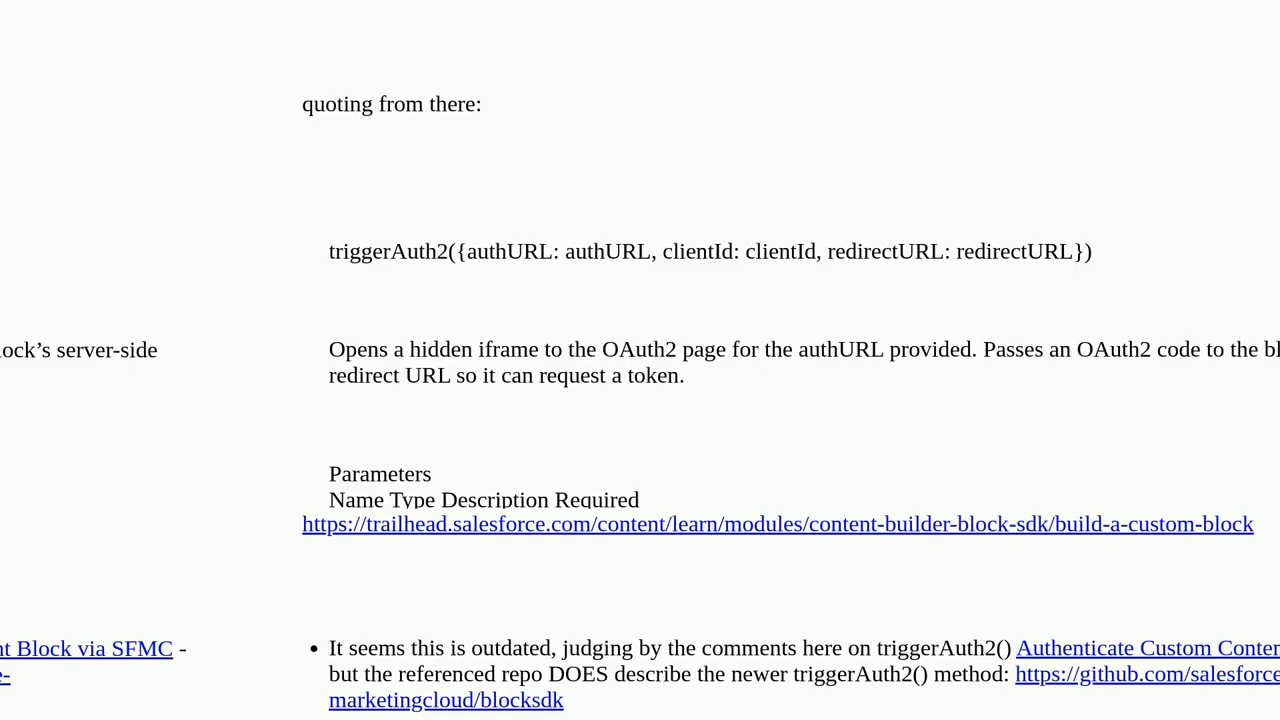 quoting from there:
triggerAuth2({authURL: authURL, clientId: clientId, redirectURL: redirectURL})
ock’s server-side
Opens a hidden iframe to the OAuth2 page for the authURL provided. Passes an OAuth2 code to the bl
redirect URL so it can request a token.
Parameters
Name Type Description Required
https://trailhead.salesforce.com/content/learn/modules/content-builder-block-sdk/build-a-custom-block
nt Block via SFMC -
e-
• It seems this is outdated, judging by the comments here on triggerAuth2() Authenticate Custom Conten
but the referenced repo DOES describe the newer triggerAuth2() method: https://github.com/salesforce
marketingcloud/blocksdk